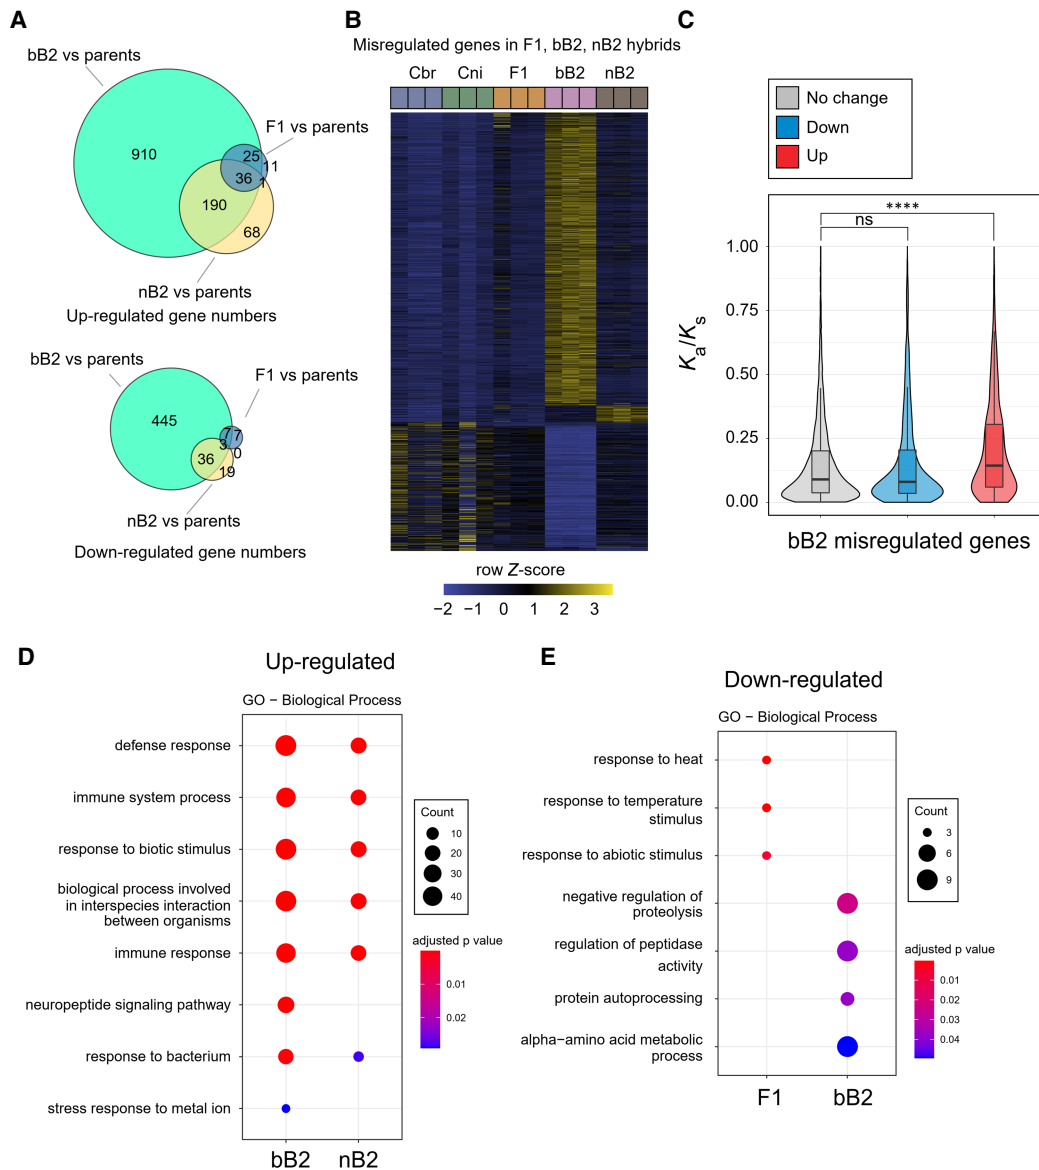 A
bB2 vs parents
F1 vs parents
910
25
11
36
1
190
68
nB2 vs parents
Up-regulated gene numbers
bB2 vs parents
F1 vs parents
445
7
7
3
0
36
19
nB2 vs parents
Down-regulated gene numbers
B
Misregulated genes in F1, bB2, nB2 hybrids
Cbr Cni F1 bB2 nB2
row Z-score
−2 −1 0 1 2 3
C
No change
Down
Up
****
ns
1.00
0.75
0.50
0.25
0.00
Ka/Ks
bB2 misregulated genes
D
Up-regulated
GO − Biological Process
defense response
immune system process
response to biotic stimulus
biological process involved
in interspecies interaction
between organisms
immune response
neuropeptide signaling pathway
response to bacterium
stress response to metal ion
bB2 nB2
Count
10
20
30
40
adjusted p value
0.01
0.02
E
Down-regulated
GO − Biological Process
response to heat
response to temperature
stimulus
response to abiotic stimulus
negative regulation of
proteolysis
regulation of peptidase
activity
protein autoprocessing
alpha−amino acid metabolic
process
F1 bB2
Count
3
6
9
adjusted p value
0.01
0.02
0.03
0.04